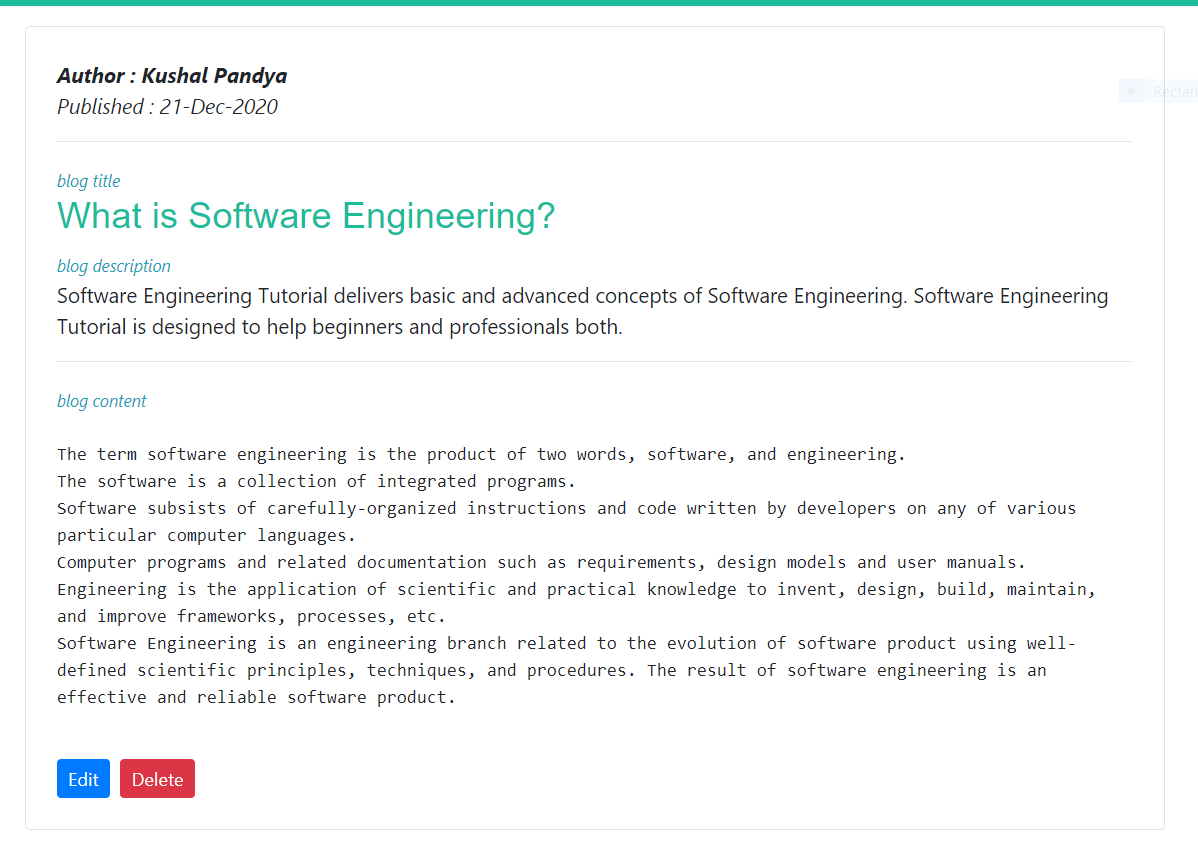 Author : Kushal Pandya
Published : 21-Dec-2020
Rectan
blog title
What is Software Engineering?
blog description
Software Engineering Tutorial delivers basic and advanced concepts of Software Engineering. Software Engineering
Tutorial is designed to help beginners and professionals both.
blog content
The term software engineering is the product of two words, software, and engineering.
The software is a collection of integrated programs.
Software subsists of carefully-organized instructions and code written by developers on any of various
particular computer languages.
Computer programs and related documentation such as requirements, design models and user manuals.
Engineering is the application of scientific and practical knowledge to invent, design, build, maintain,
and improve frameworks, processes, etc.
Software Engineering is an engineering branch related to the evolution of software product using well-
defined scientific principles, techniques, and procedures. The result of software engineering is an
effective and reliable software product.
Edit Delete